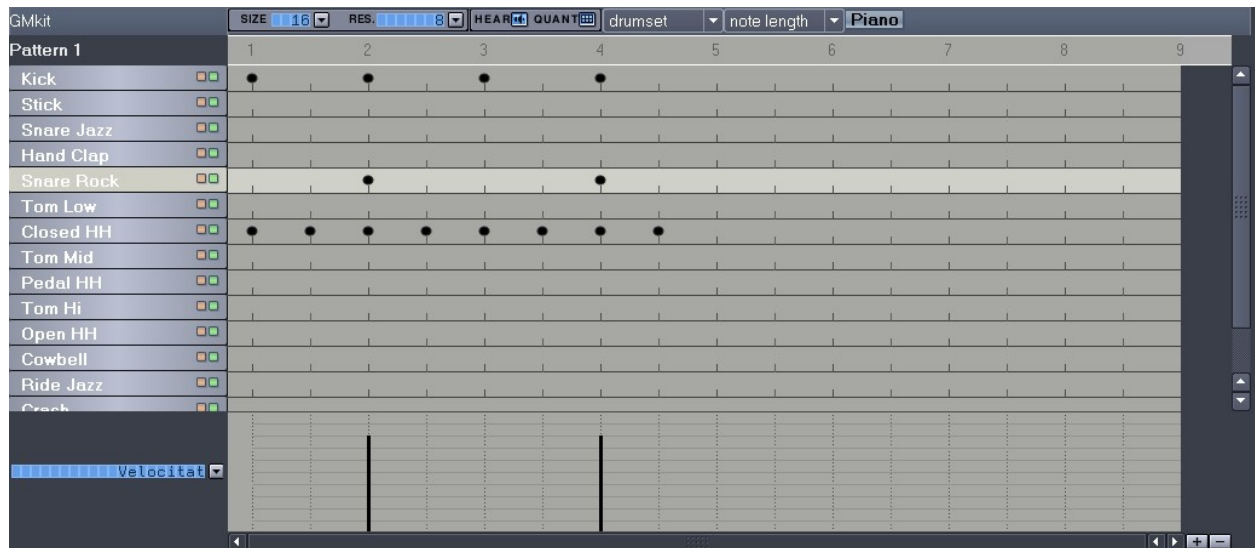 GMkit SIZE 16 RES. 8 HEAR QUANT drumset note length Piano
Pattern 1 1 2 3 4 5 6 7 8 9
Kick
Stick
Snare Jazz
Hand Clap
Snare Rock
Tom Low
Closed HH
Tom Mid
Pedal HH
Tom Hi
Open HH
Cowbell
Ride Jazz
Crash
Velocitat